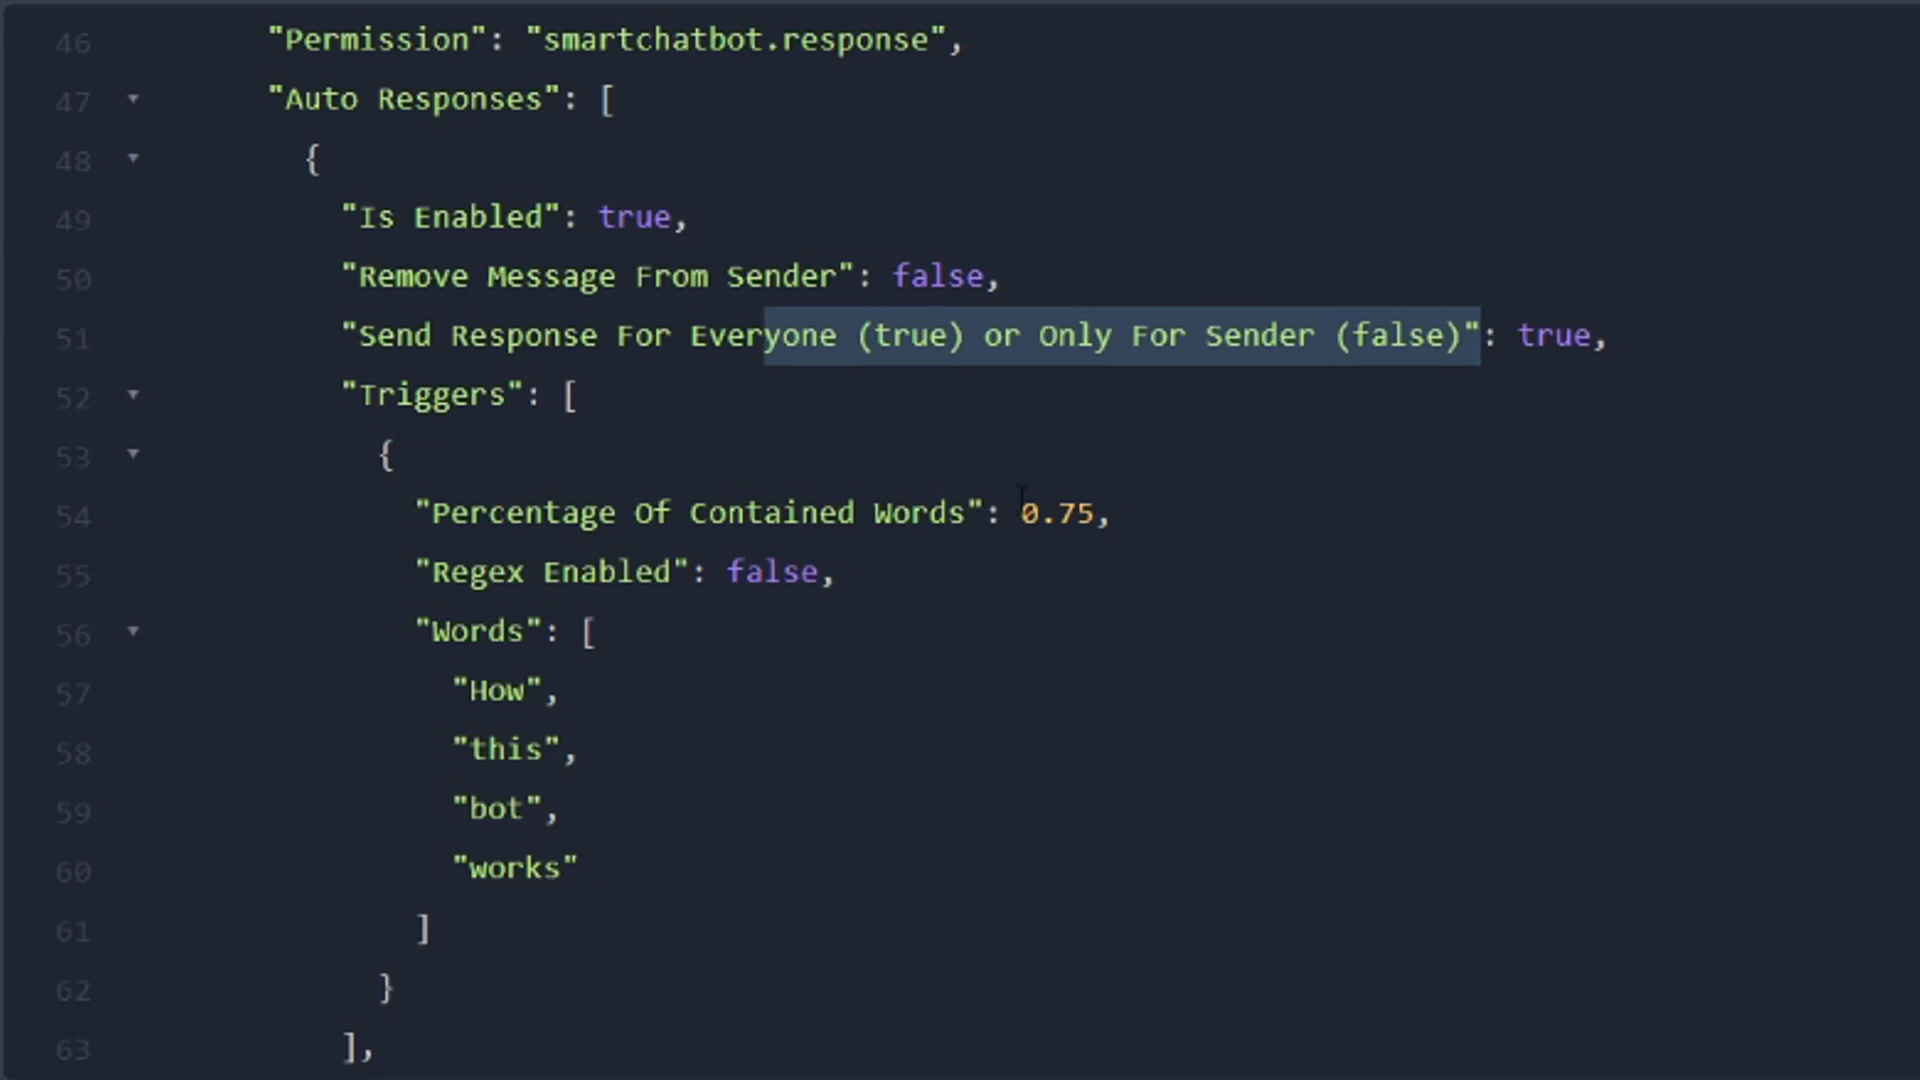 46 "Permission": "smartchatbot.response",
47 "Auto Responses": [
48 {
49 "Is Enabled": true,
50 "Remove Message From Sender": false,
51 "Send Response For Everyone (true) or Only For Sender (false)": true,
52 "Triggers": [
53 {
54 "Percentage Of Contained Words": 0.75,
55 "Regex Enabled": false,
56 "Words": [
57 "How",
58 "this",
59 "bot",
60 "works"
61 ]
62 }
63 ],